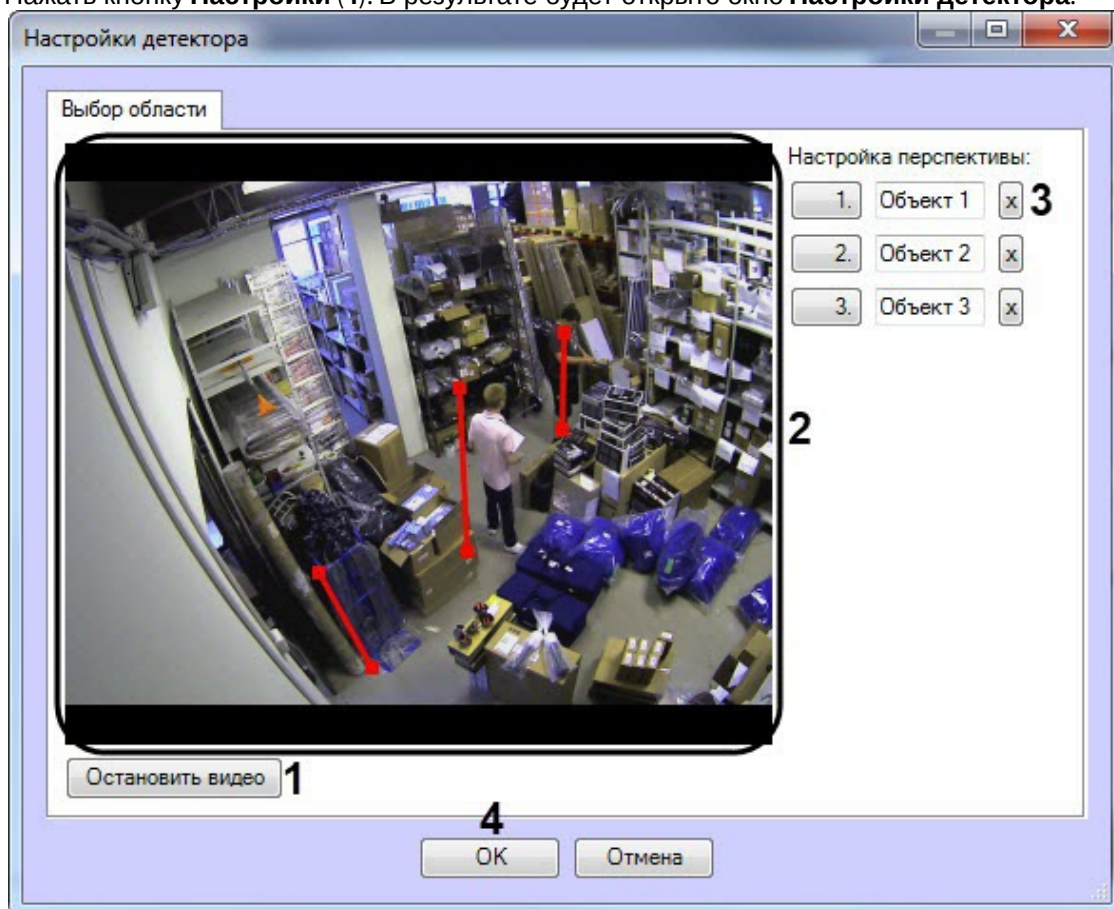 Нажать кнопку Настройки (4). В результате будет открыто окно Настройки детектора.
Настройки детектора
Выбор области
Настройка перспективы:
1. Объект 1 x 3
2. Объект 2 x
3. Объект 3 x
2
Остановить видео 1
4
OK Отмена